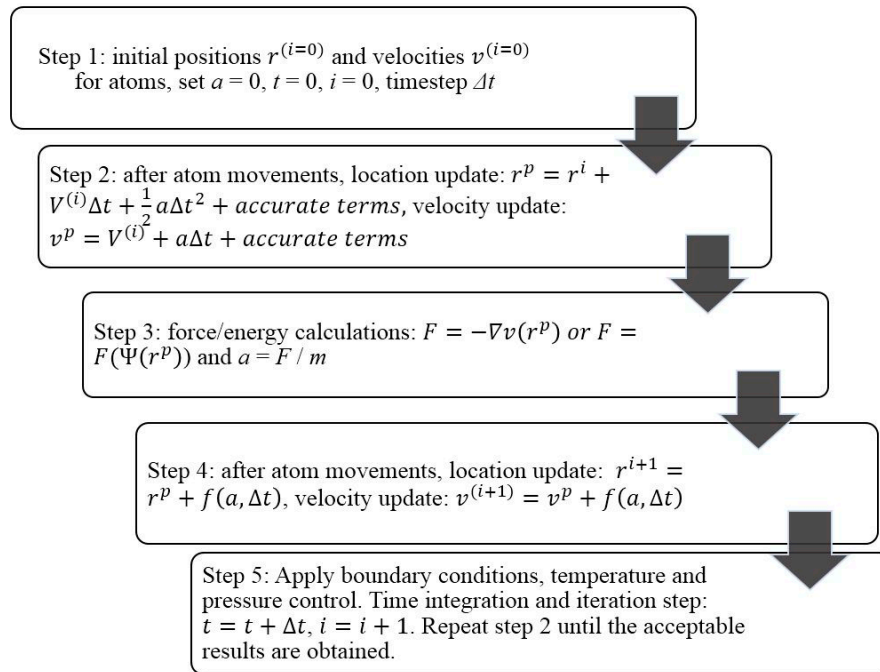 Step 1: initial positions r^(i=0) and velocities v^(i=0)
for atoms, set a = 0, t = 0, i = 0, timestep Δt
Step 2: after atom movements, location update: r^p = r^i +
V^(i)Δt + 1/2 aΔt^2 + accurate terms, velocity update:
v^p = V^(i) + aΔt + accurate terms
Step 3: force/energy calculations: F = −∇v(r^p) or F =
F(Ψ(r^p)) and a = F / m
Step 4: after atom movements, location update: r^i+1 =
r^p + f(a, Δt), velocity update: v^(i+1) = v^p + f(a, Δt)
Step 5: Apply boundary conditions, temperature and
pressure control. Time integration and iteration step:
t = t + Δt, i = i + 1. Repeat step 2 until the acceptable
results are obtained.